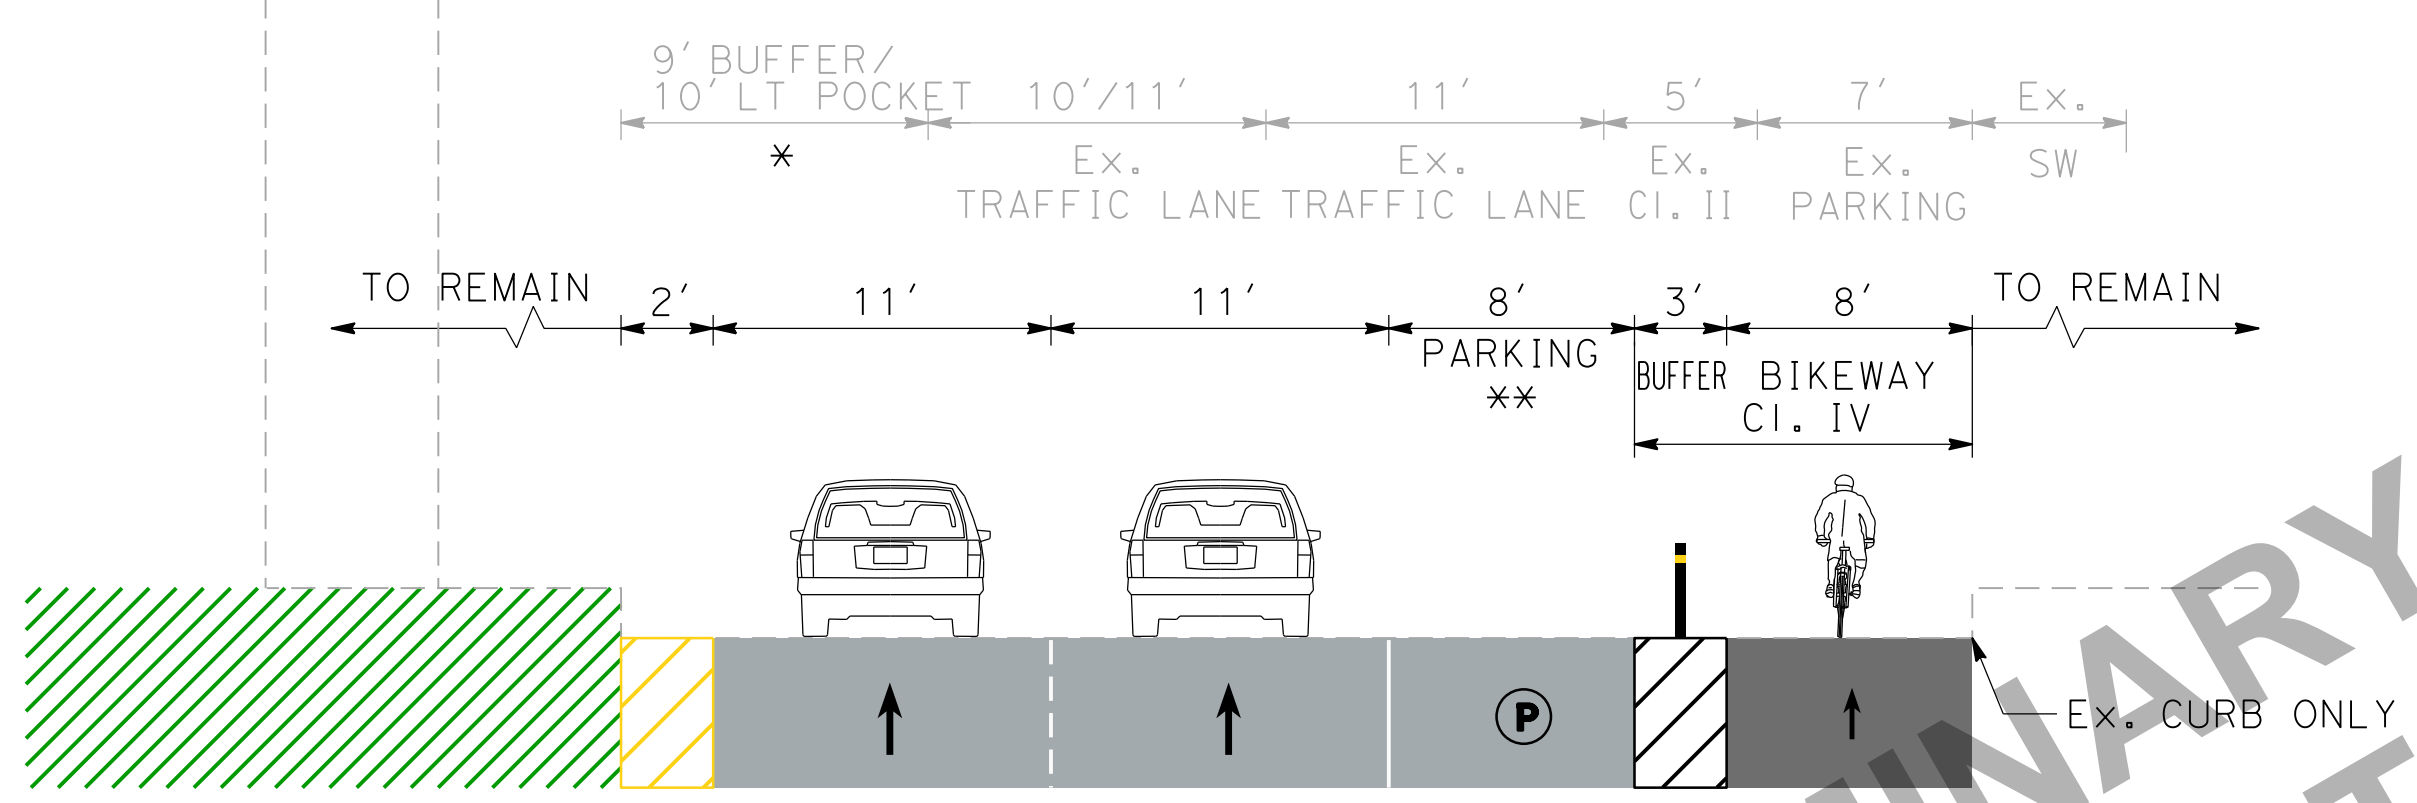 9' BUFFER/
10' LT POCKET 10'/11' 11' 5' 7' Ex.
* Ex. Ex. Ex. Ex. SW
TRAFFIC LANE TRAFFIC LANE Cl. II PARKING
TO REMAIN 2' 11' 11' 8' 3' 8' TO REMAIN
PARKING
** BUFFER BIKEWAY
Cl. IV
P
Ex. CURB ONLY